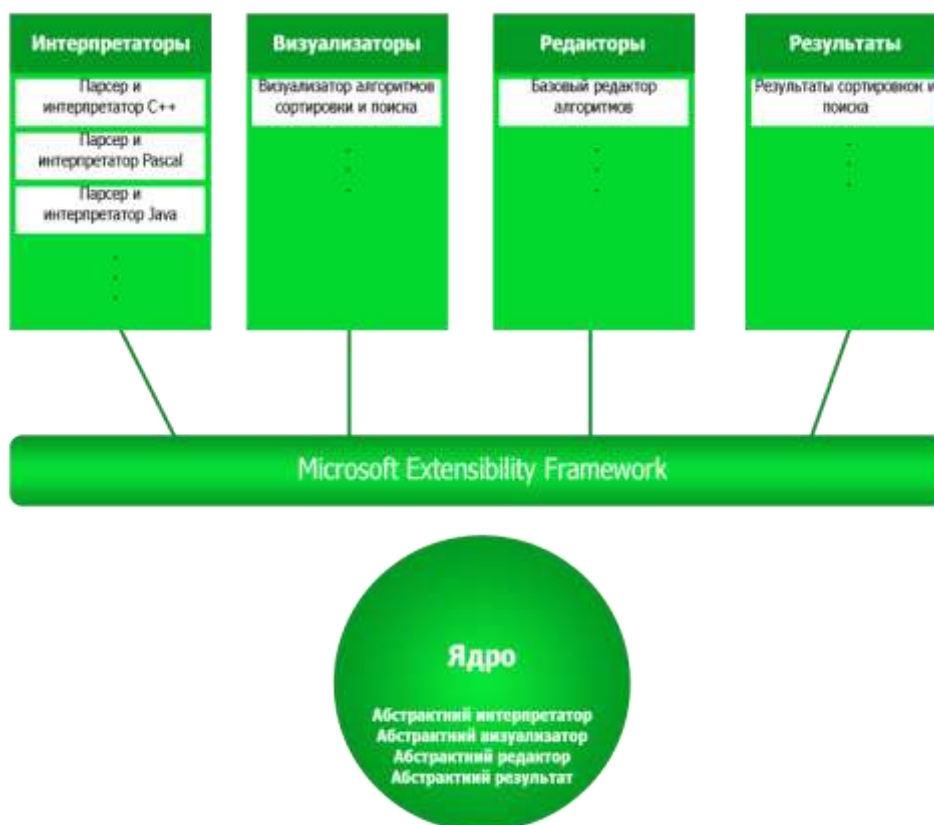 Интерпретаторы
Парсер и
интерпретатор C++
Парсер и
интерпретатор Pascal
Парсер и
интерпретатор Java
Визуализаторы
Визуализатор алгоритмов
сортировки и поиска
Редакторы
Базовый редактор
алгоритмов
Результаты
Результаты сортировнок и
поиска
Microsoft Extensibility Framework
Ядро
Абстрактний интерпретатор
Абстрактний визуализатор
Абстрактний редактор
Абстрактний результат